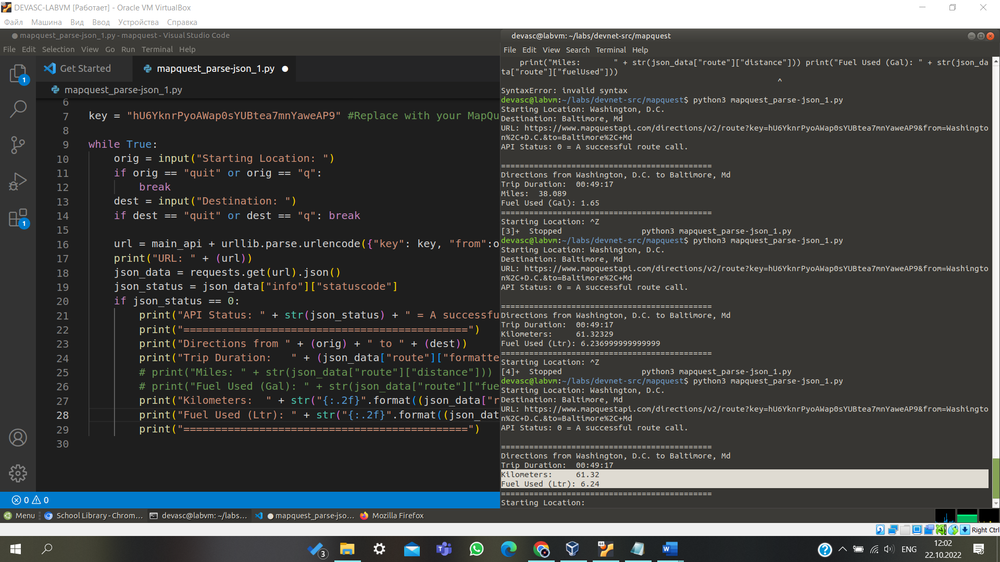 DEVASC-LABVM [Работает] - Oracle VM VirtualBox
Файл Машина Вид Ввод Устройства Справка
mapquest_parse-json_1.py - mapquest - Visual Studio Code
File Edit Selection View Go Run Terminal Help
Get Started
mapquest_parse-json_1.py
mapquest_parse-json_1.py
6
7 key = "hU6YknrPyoAWap0sYUBtea7mnYaweAP9" #Replace with your MapQu
8
9 while True:
10 orig = input("Starting Location: ")
11 if orig == "quit" or orig == "q":
12 break
13 dest = input("Destination: ")
14 if dest == "quit" or dest == "q": break
15
16 url = main_api + urllib.parse.urlencode({"key": key, "from":o
17 print("URL: " + (url))
18 json_data = requests.get(url).json()
19 json_status = json_data["info"]["statuscode"]
20 if json_status == 0:
21 print("API Status: " + str(json_status) + " = A successfu
22 print("=============================================")
23 print("Directions from " + (orig) + " to " + (dest))
24 print("Trip Duration:   " + (json_data["route"]["formatte
25 # print("Miles: " + str(json_data["route"]["distance"]))
26 # print("Fuel Used (Gal): " + str(json_data["route"]["fue
27 print("Kilometers:  " + str("{:.2f}".format((json_data["r
28 print("Fuel Used (Ltr): " + str("{:.2f}".format((json_dat
29 print("=============================================")
30
1
1
0 0
devasc@labvm: ~/labs/devnet-src/mapquest
File Edit View Search Terminal Help
print("Miles:       " + str(json_data["route"]["distance"])) print("Fuel Used (Gal): " + str(json_da
ta["route"]["fuelUsed"]))
^
SyntaxError: invalid syntax
devasc@labvm:~/labs/devnet-src/mapquest$ python3 mapquest_parse-json_1.py
Starting Location: Washington, D.C.
Destination: Baltimore, Md
URL: https://www.mapquestapi.com/directions/v2/route?key=hU6YknrPyoAWap0sYUBtea7mnYaweAP9&from=Washingto
n%2C+D.C.&to=Baltimore%2C+Md
API Status: 0 = A successful route call.
=============================================
Directions from Washington, D.C. to Baltimore, Md
Trip Duration:  00:49:17
Miles:  38.089
Fuel Used (Gal): 1.65
=============================================
Starting Location: ^Z
[3]+  Stopped                 python3 mapquest_parse-json_1.py
devasc@labvm:~/labs/devnet-src/mapquest$ python3 mapquest_parse-json_1.py
Starting Location: Washington, D.C.
Destination: Baltimore, Md
URL: https://www.mapquestapi.com/directions/v2/route?key=hU6YknrPyoAWap0sYUBtea7mnYaweAP9&from=Washingto
n%2C+D.C.&to=Baltimore%2C+Md
API Status: 0 = A successful route call.
=============================================
Directions from Washington, D.C. to Baltimore, Md
Trip Duration:  00:49:17
Kilometers:     61.32329
Fuel Used (Ltr): 6.236999999999999
=============================================
Starting Location: ^Z
[4]+  Stopped                 python3 mapquest_parse-json_1.py
devasc@labvm:~/labs/devnet-src/mapquest$ python3 mapquest_parse-json_1.py
Starting Location: Washington, D.C.
Destination: Baltimore, Md
URL: https://www.mapquestapi.com/directions/v2/route?key=hU6YknrPyoAWap0sYUBtea7mnYaweAP9&from=Washingto
n%2C+D.C.&to=Baltimore%2C+Md
API Status: 0 = A successful route call.
=============================================
Directions from Washington, D.C. to Baltimore, Md
Trip Duration:  00:49:17
Kilometers:     61.32
Fuel Used (Ltr): 6.24
=============================================
Starting Location:
Menu School Library - Chrom... devasc@labvm: ~/labs... mapquest_parse-jso... Mozilla Firefox
Right Ctrl
3
64
ENG
12:02
22.10.2022